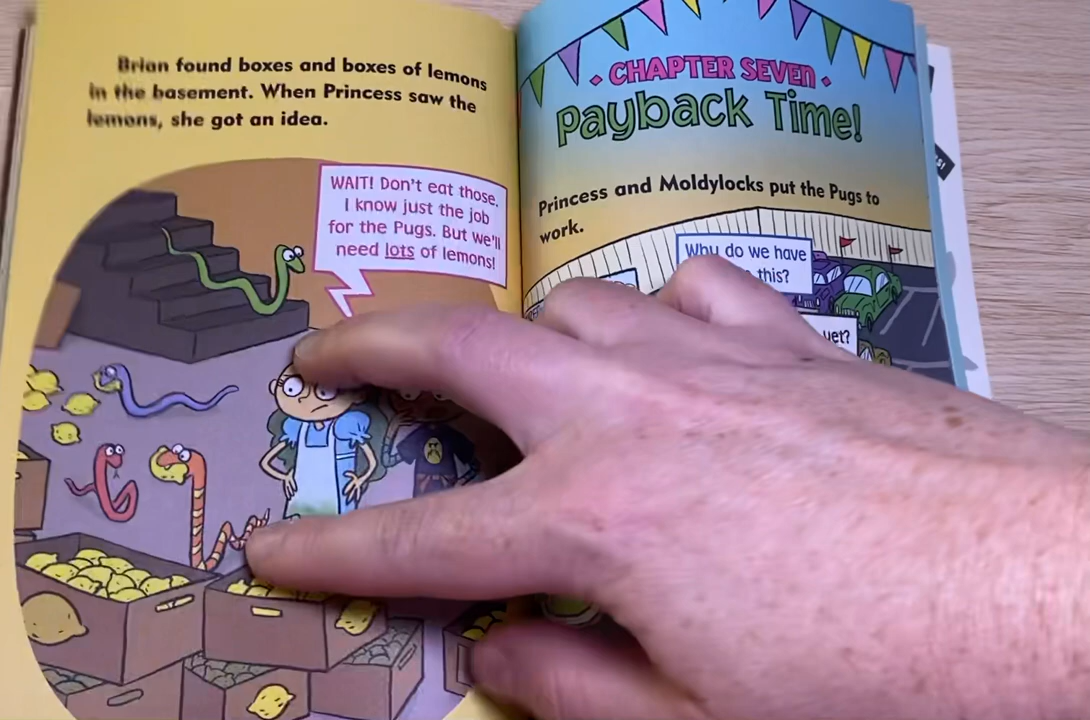 Brian found boxes and boxes of lemons
in the basement. When Princess saw the
lemons, she got an idea.
WAIT! Don't eat those.
I know just the job
for the Pugs. But we'll
need lots of lemons!
CHAPTER SEVEN
Payback Time!
Princess and Moldylocks put the Pugs to
work.
Why do we have
this?
yet?